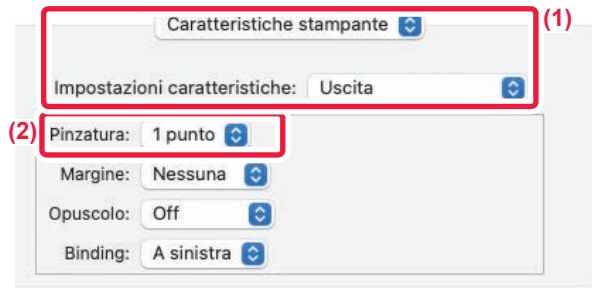 Caratteristiche stampante
(1)
Impostazioni caratteristiche: Uscita
(2) Pinzatura: 1 punto
Margine: Nessuna
Opuscolo: Off
Binding: A sinistra